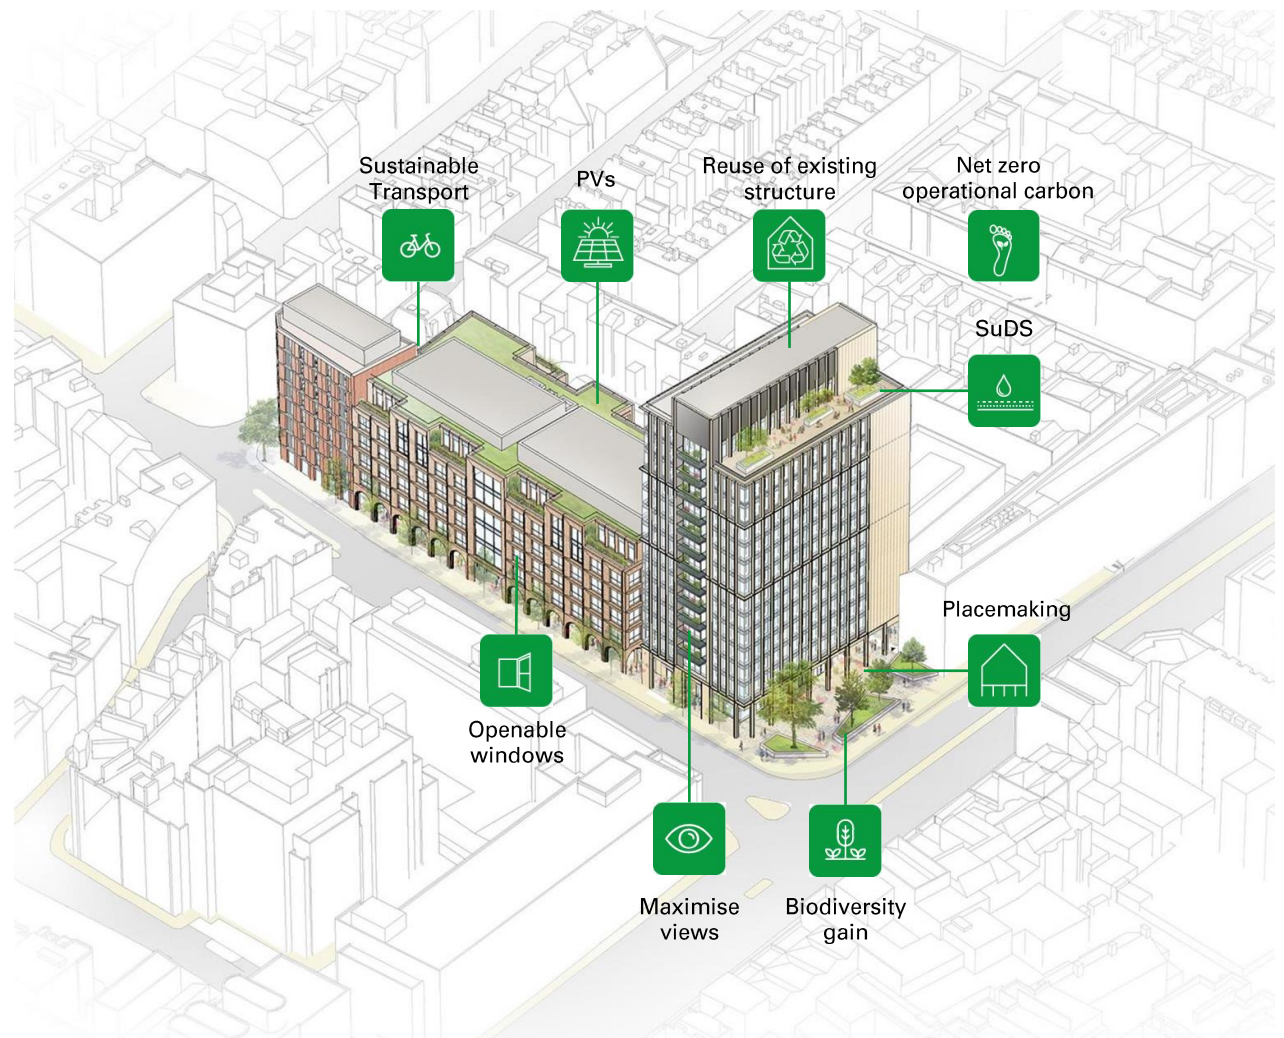 Sustainable
Transport
PVs
Reuse of existing
structure
Net zero
operational carbon
SuDS
Placemaking
Openable
windows
Maximise
views
Biodiversity
gain